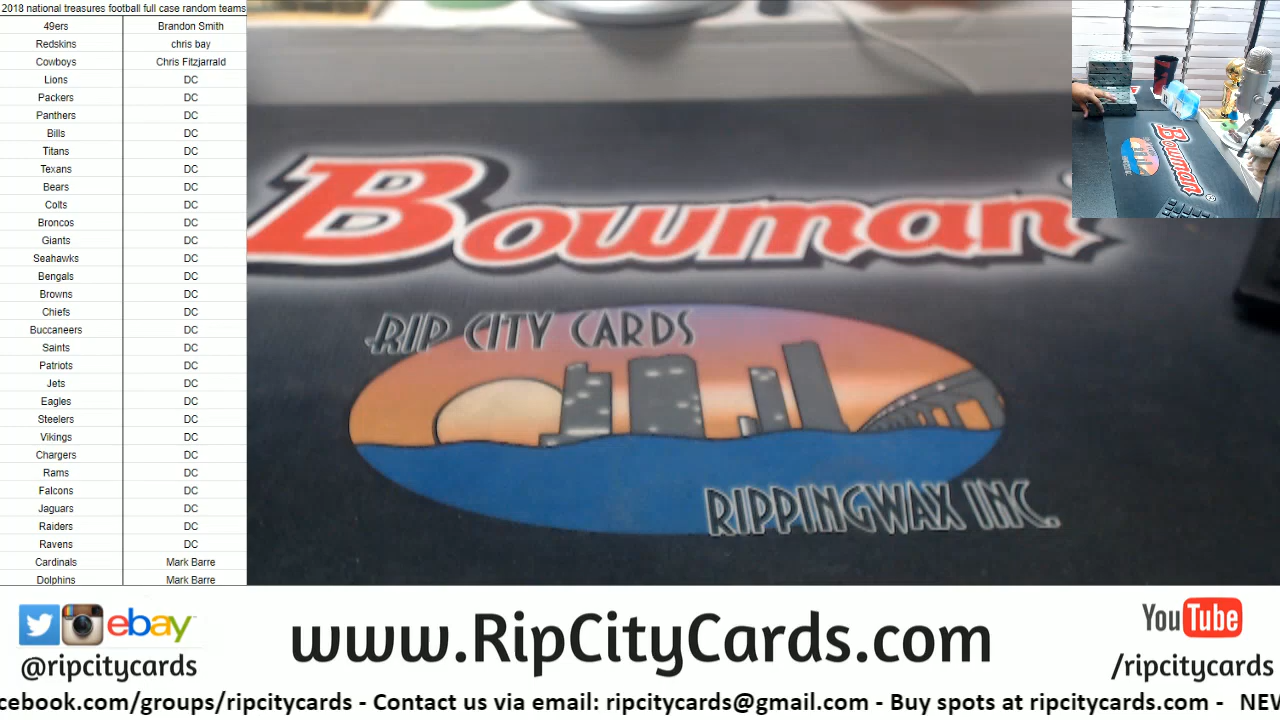 2018 national treasures football full case random teams
49ers Brandon Smith
Redskins chris bay
Cowboys Chris Fitzjarrald
Lions DC
Packers DC
Panthers DC
Bills DC
Titans DC
Texans DC
Bears DC
Colts DC
Broncos DC
Giants DC
Seahawks DC
Bengals DC
Browns DC
Chiefs DC
Buccaneers DC
Saints DC
Patriots DC
Jets DC
Eagles DC
Steelers DC
Vikings DC
Chargers DC
Rams DC
Falcons DC
Jaguars DC
Raiders DC
Ravens DC
Cardinals Mark Barre
Dolphins Mark Barre
Bowman
RIP CITY CARDS
RIPPINGWAX INC.
Bowman
ebay
@ripcitycards
www.RipCityCards.com
YouTube
/ripcitycards
cebook.com/groups/ripcitycards - Contact us via email: ripcitycards@gmail.com - Buy spots at ripcitycards.com - NEV